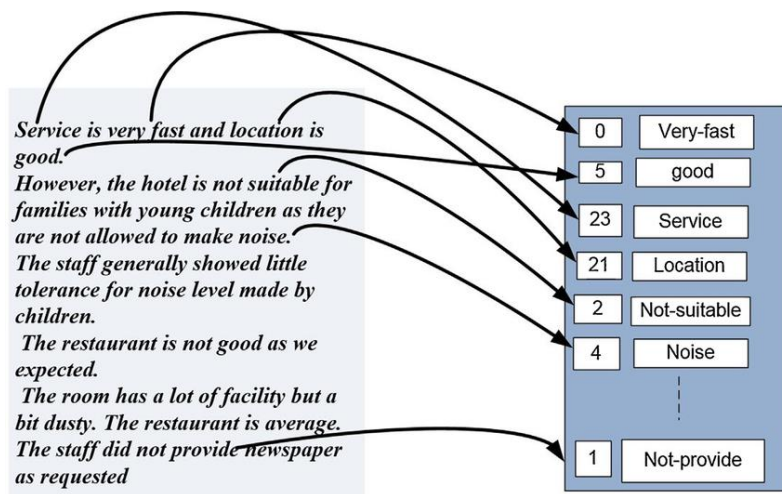 Service is very fast and location is
good.
However, the hotel is not suitable for
families with young children as they
are not allowed to make noise.
The staff generally showed little
tolerance for noise level made by
children.
The restaurant is not good as we
expected.
The room has a lot of facility but a
bit dusty. The restaurant is average.
The staff did not provide newspaper
as requested
0 Very-fast
5 good
23 Service
21 Location
2 Not-suitable
4 Noise
1 Not-provide